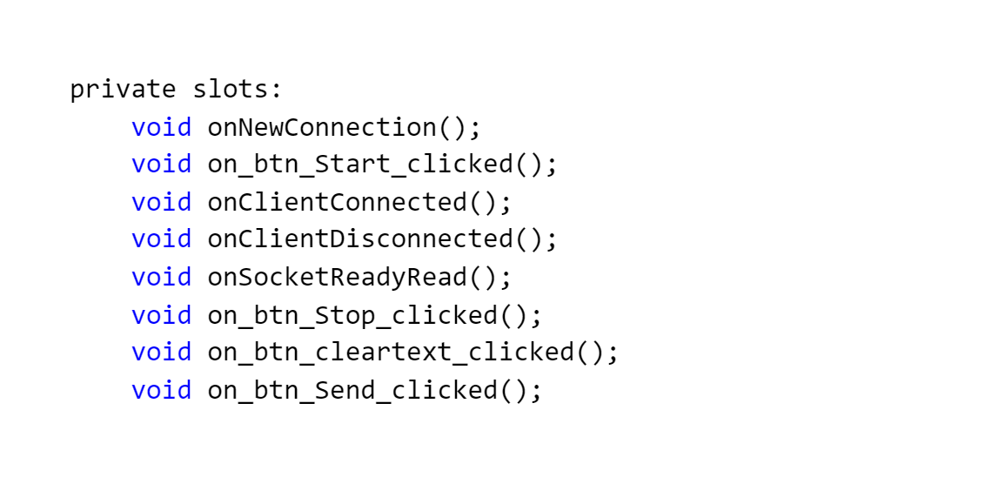 private slots:
    void onNewConnection();
    void on_btn_Start_clicked();
    void onClientConnected();
    void onClientDisconnected();
    void onSocketReadyRead();
    void on_btn_Stop_clicked();
    void on_btn_cleartext_clicked();
    void on_btn_Send_clicked();